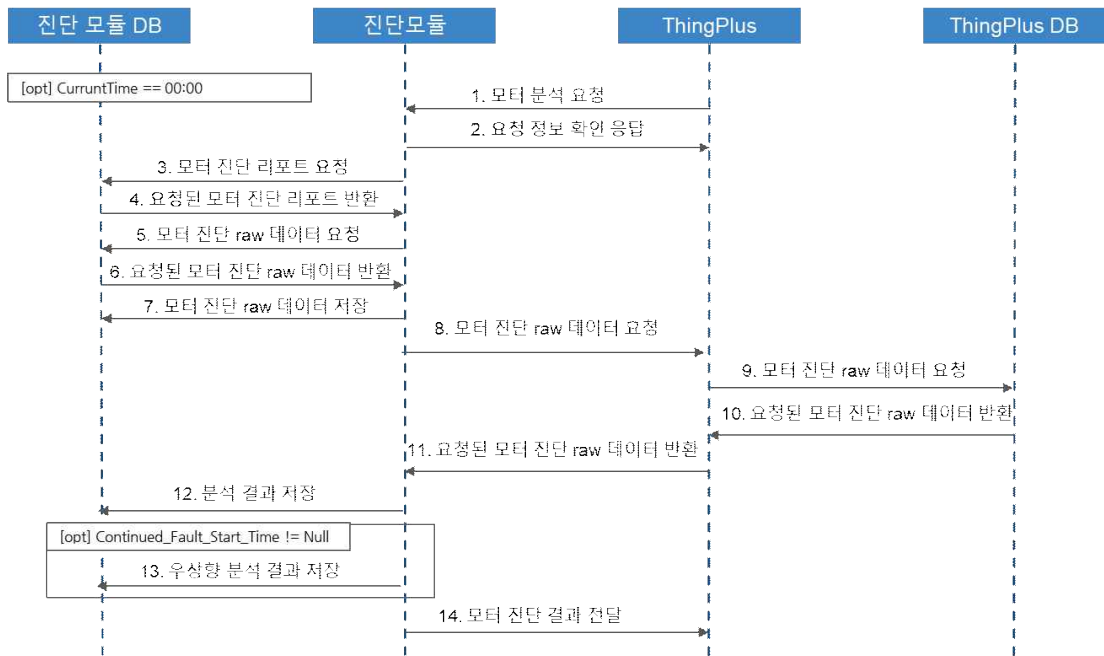 진단 모듈 DB
진단모듈
ThingPlus
ThingPlus DB
[opt] CurruntTime == 00:00
1. 모터 분석 요청
2. 요청 정보 확인 응답
3. 모터 진단 리포트 요청
4. 요청된 모터 진단 리포트 반환
5. 모터 진단 raw 데이터 요청
6. 요청된 모터 진단 raw 데이터 반환
7. 모터 진단 raw 데이터 저장
8. 모터 진단 raw 데이터 요청
9. 모터 진단 raw 데이터 요청
10. 요청된 모터 진단 raw 데이터 반환
11. 요청된 모터 진단 raw 데이터 반환
12. 분석 결과 저장
[opt] Continued_Fault_Start_Time != Null
13. 우상향 분석 결과 저장
14. 모터 진단 결과 전달